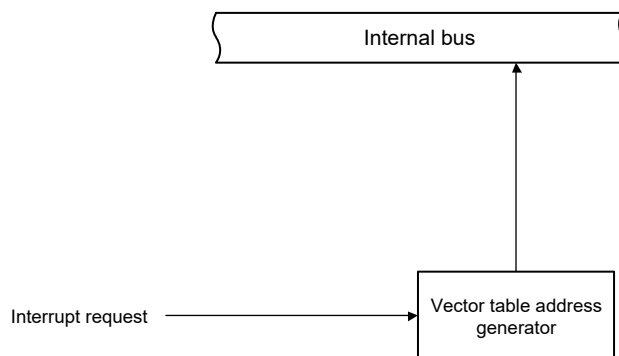 Internal bus
Vector table address
generator
Interrupt request